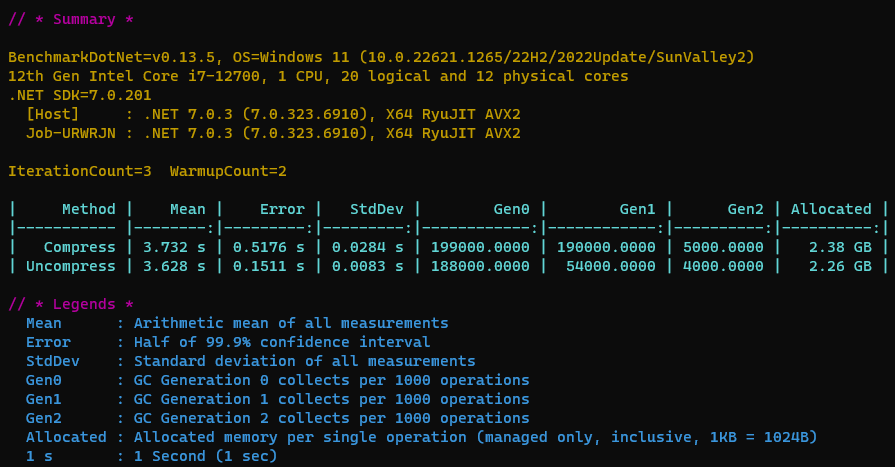 // * Summary *
BenchmarkDotNet=v0.13.5, OS=Windows 11 (10.0.22621.1265/22H2/2022Update/SunValley2)
12th Gen Intel Core i7-12700, 1 CPU, 20 logical and 12 physical cores
.NET SDK=7.0.201
  [Host]     : .NET 7.0.3 (7.0.323.6910), X64 RyuJIT AVX2
  Job-URWRJN : .NET 7.0.3 (7.0.323.6910), X64 RyuJIT AVX2
IterationCount=3  WarmupCount=2
|     Method |    Mean |    Error |   StdDev |        Gen0 |        Gen1 |      Gen2 | Allocated |
|----------- |--------:|---------:|---------:|------------:|------------:|----------:|----------:|
|   Compress | 3.732 s | 0.5176 s | 0.0284 s | 199000.0000 | 190000.0000 | 5000.0000 |   2.38 GB |
| Uncompress | 3.628 s | 0.1511 s | 0.0083 s | 188000.0000 |  54000.0000 | 4000.0000 |   2.26 GB |
// * Legends *
  Mean      : Arithmetic mean of all measurements
  Error     : Half of 99.9% confidence interval
  StdDev    : Standard deviation of all measurements
  Gen0      : GC Generation 0 collects per 1000 operations
  Gen1      : GC Generation 1 collects per 1000 operations
  Gen2      : GC Generation 2 collects per 1000 operations
  Allocated : Allocated memory per single operation (managed only, inclusive, 1KB = 1024B)
  1 s       : 1 Second (1 sec)